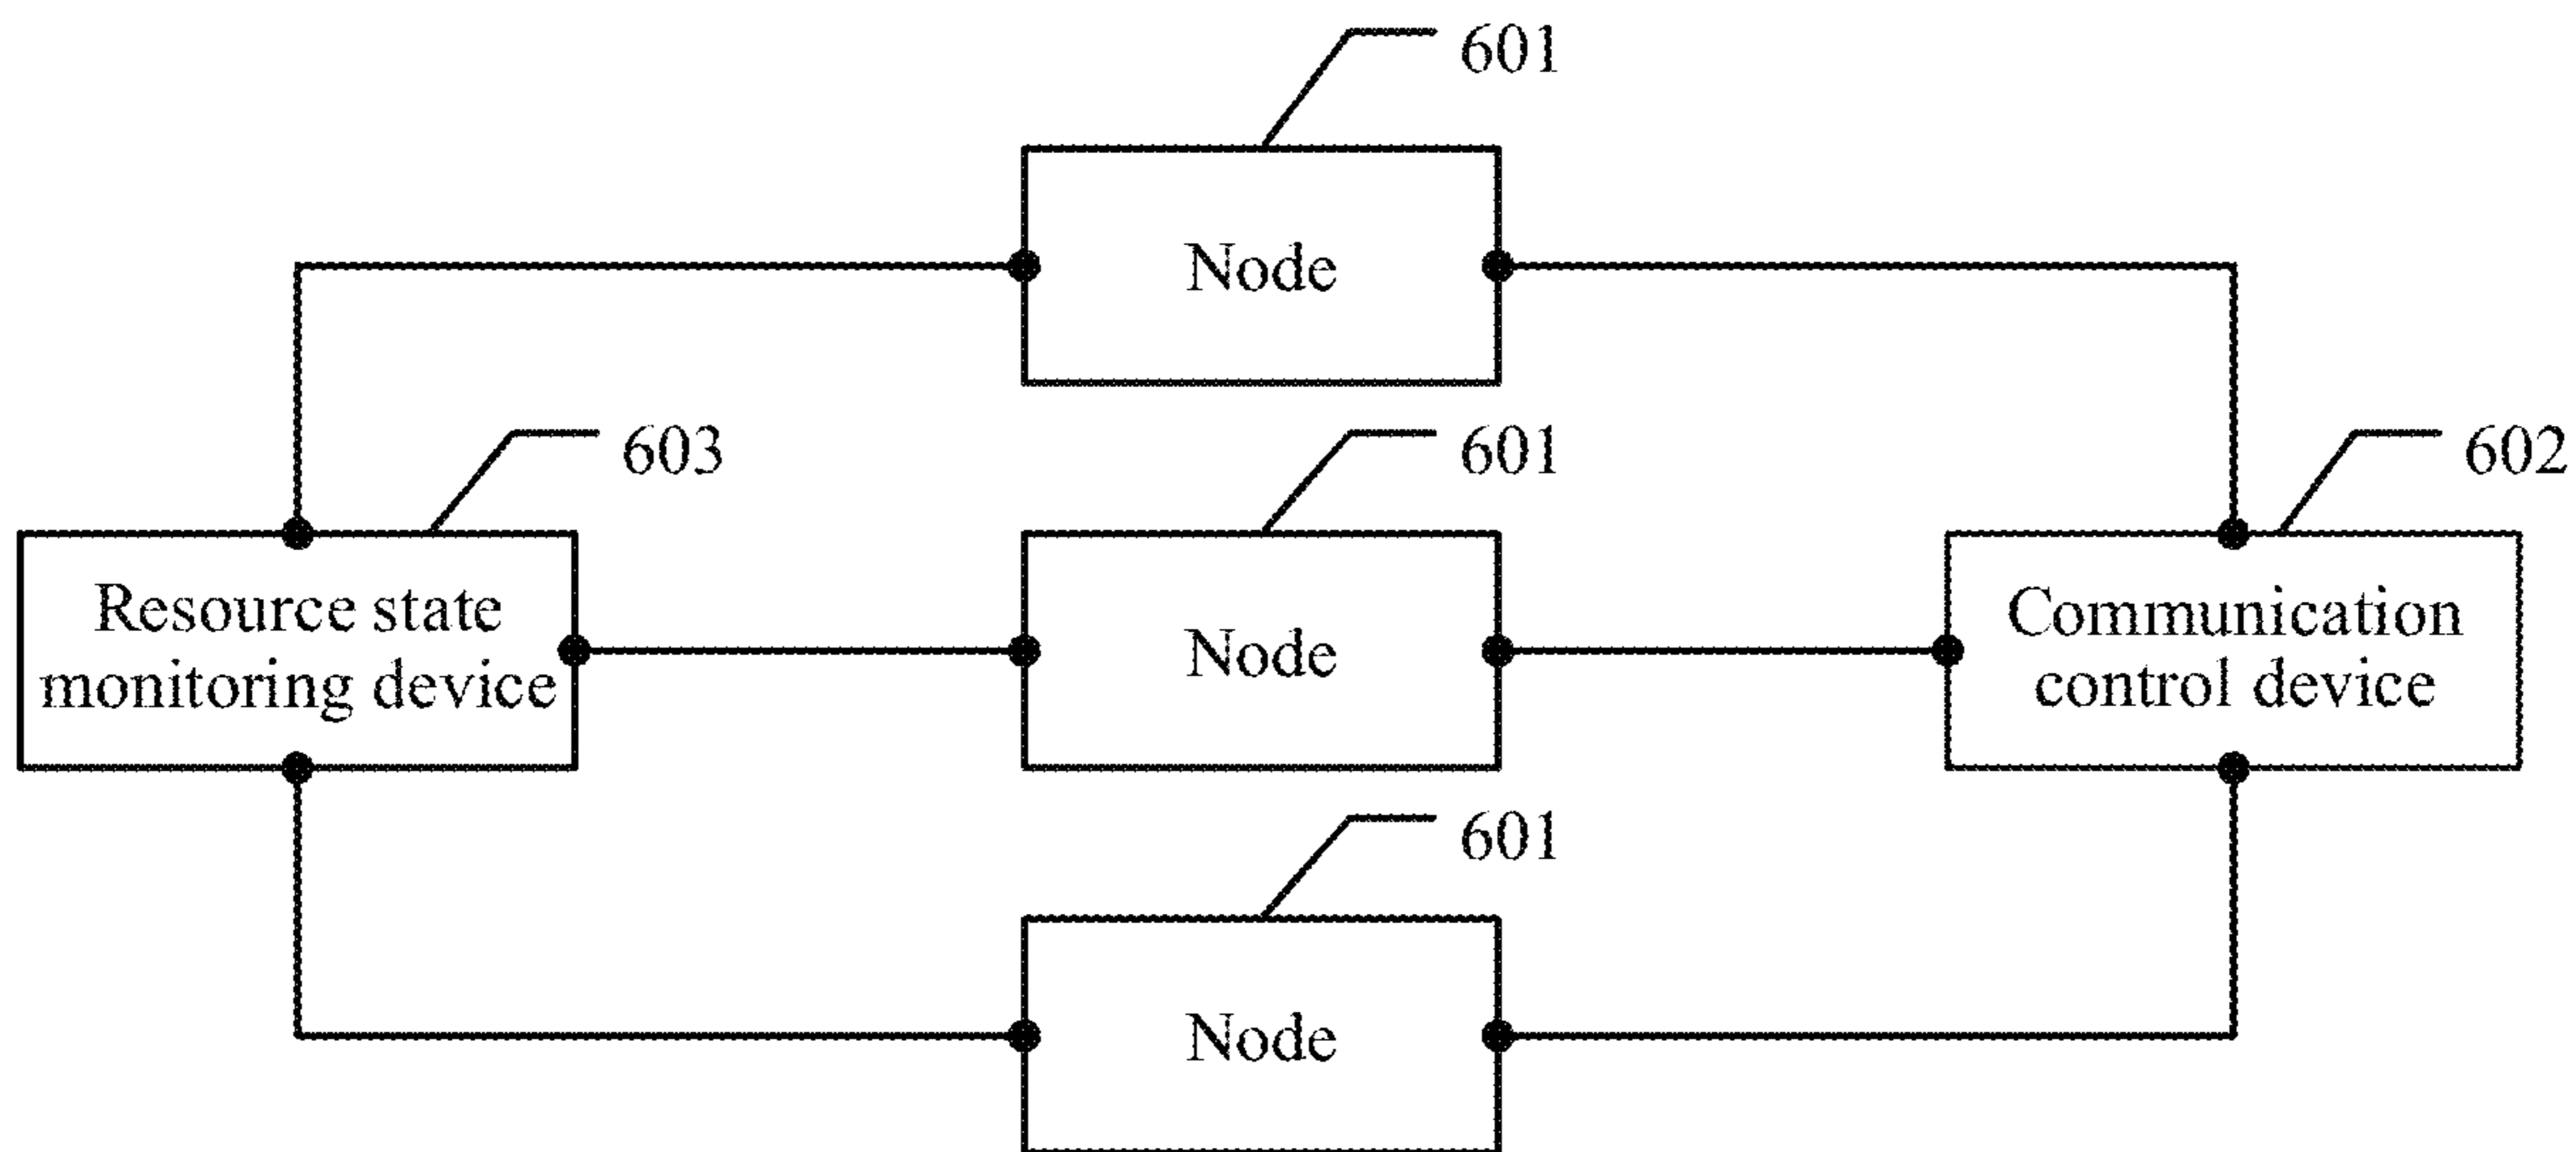 601
Node
603
601
602
Resource state
monitoring device
Node
Communication
control device
601
Node